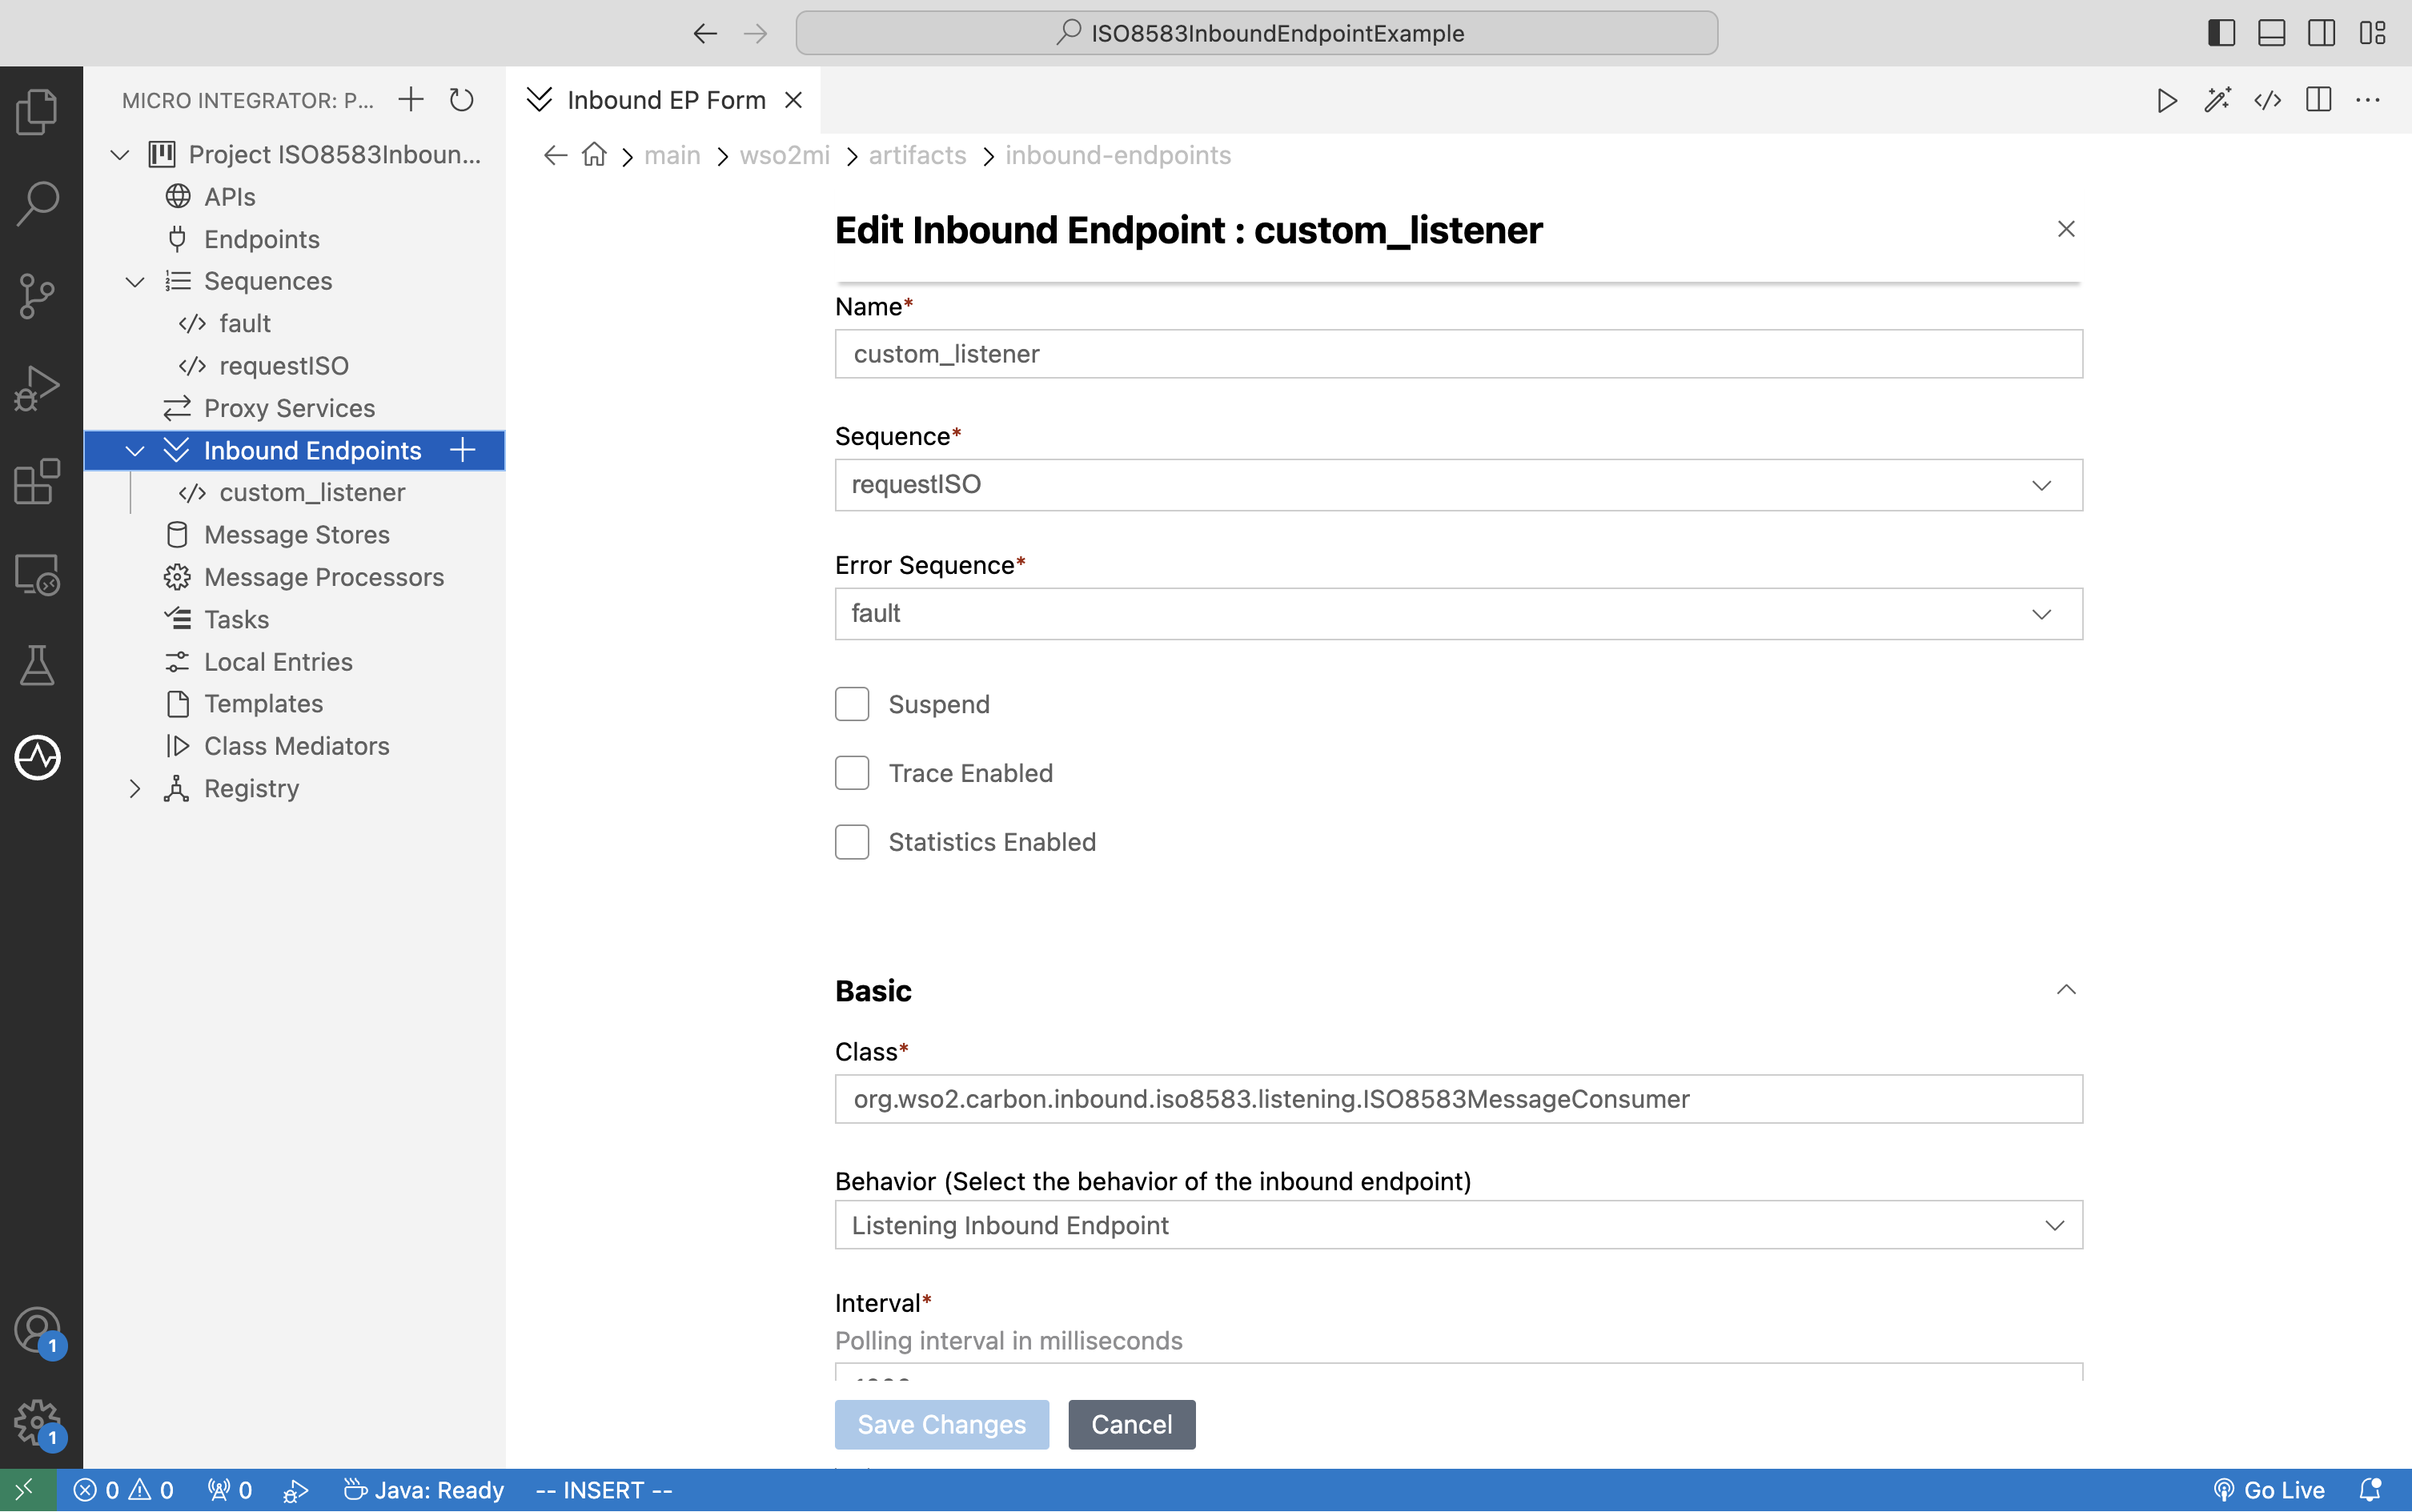 ISO8583InboundEndpointExample
MICRO INTEGRATOR: P...
Project ISO8583Inboun...
APIs
Endpoints
Sequences
fault
requestISO
Proxy Services
Inbound Endpoints
custom_listener
Message Stores
Message Processors
Tasks
Local Entries
Templates
Class Mediators
Registry
1
1
Inbound EP Form
main > wso2mi > artifacts > inbound-endpoints
Edit Inbound Endpoint : custom_listener
Name*
custom_listener
Sequence*
requestISO
Error Sequence*
fault
Suspend
Trace Enabled
Statistics Enabled
Basic
Class*
org.wso2.carbon.inbound.iso8583.listening.ISO8583MessageConsumer
Behavior (Select the behavior of the inbound endpoint)
Listening Inbound Endpoint
Interval*
Polling interval in milliseconds
Save Changes
Cancel
0 0 0 Java: Ready -- INSERT -- Go Live